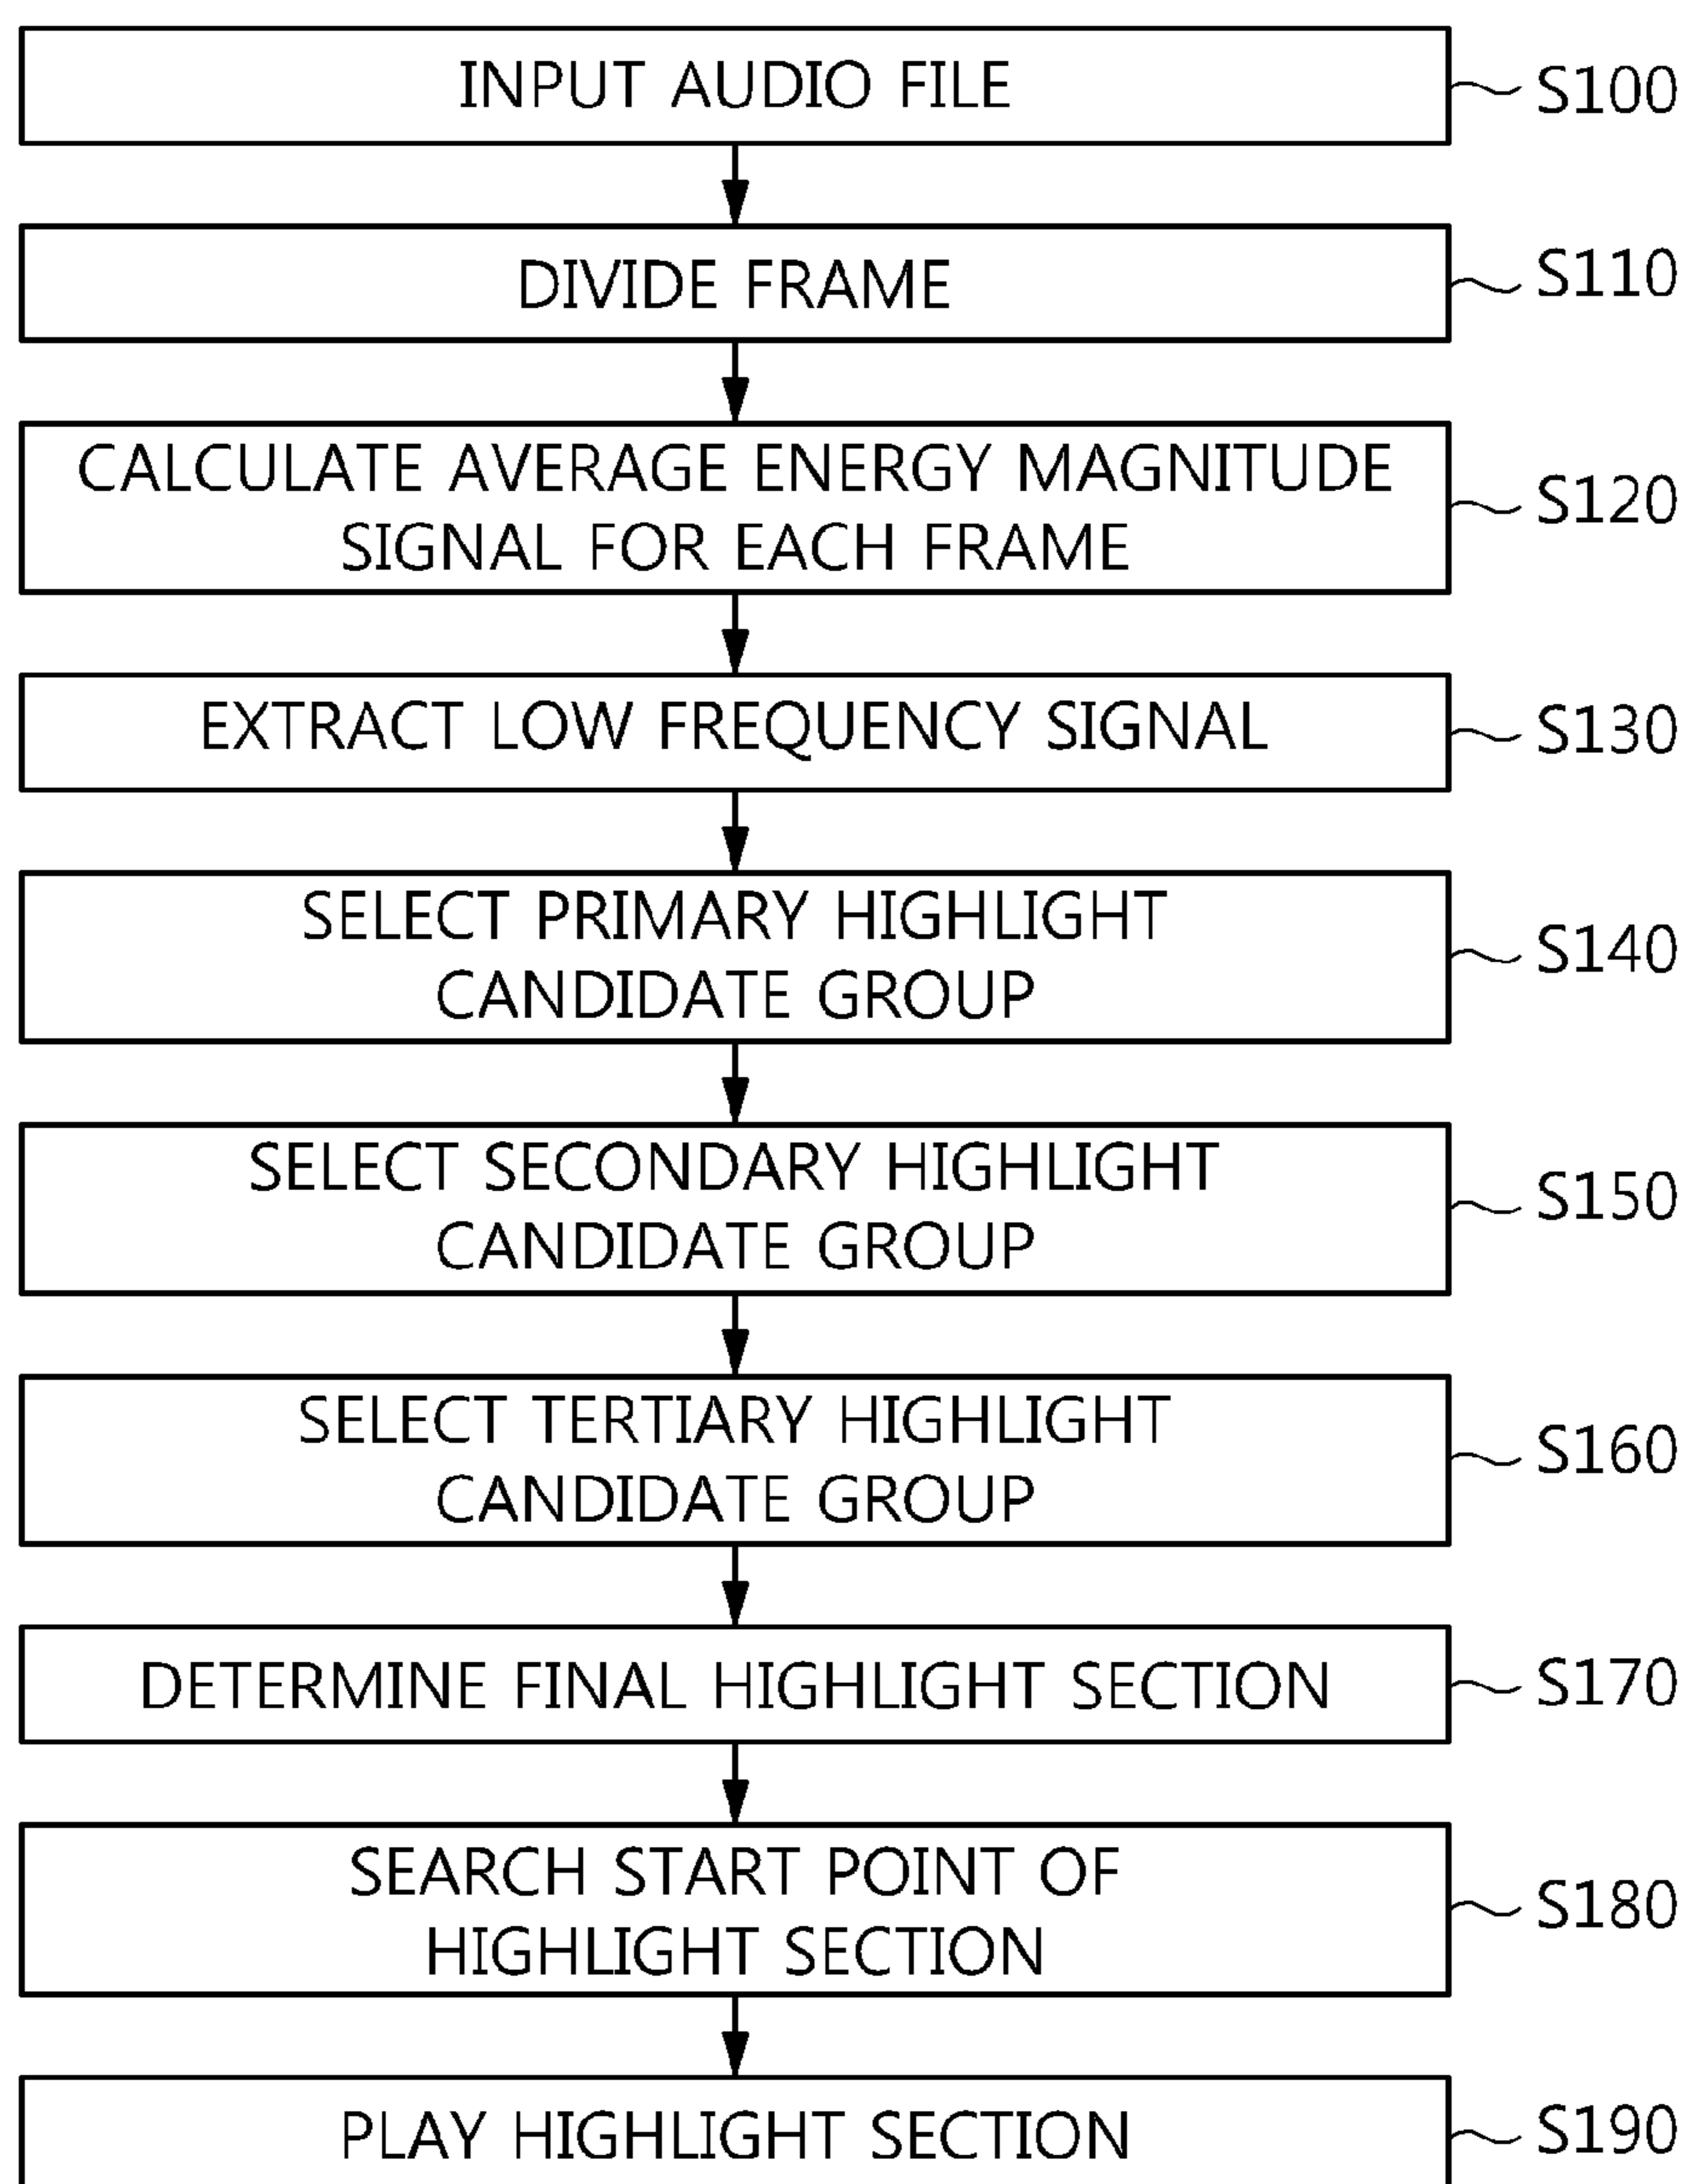 INPUT AUDIO FILE
S100
DIVIDE FRAME
S110
CALCULATE AVERAGE ENERGY MAGNITUDE
SIGNAL FOR EACH FRAME
S120
EXTRACT LOW FREQUENCY SIGNAL
S130
SELECT PRIMARY HIGHLIGHT
CANDIDATE GROUP
S140
SELECT SECONDARY HIGHLIGHT
CANDIDATE GROUP
S150
SELECT TERTIARY HIGHLIGHT
CANDIDATE GROUP
S160
DETERMINE FINAL HIGHLIGHT SECTION
S170
SEARCH START POINT OF
HIGHLIGHT SECTION
S180
PLAY HIGHLIGHT SECTION
S190